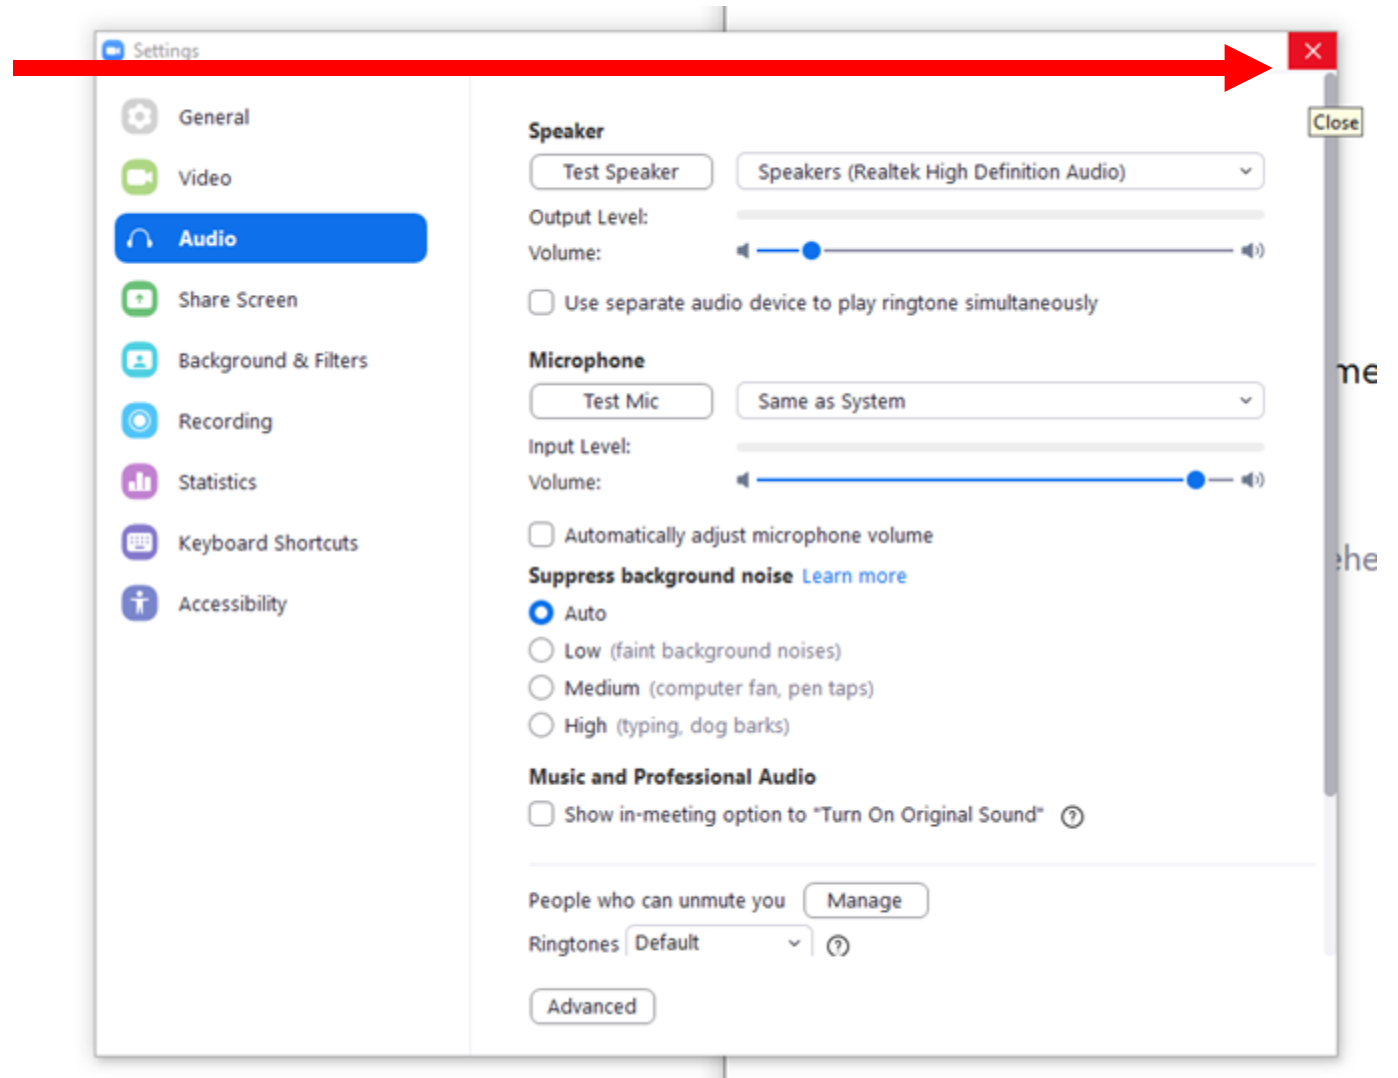 Settings
Close
General
Video
Audio
Share Screen
Background & Filters
Recording
Statistics
Keyboard Shortcuts
Accessibility
Speaker
Test Speaker Speakers (Realtek High Definition Audio)
Output Level:
Volume:
Use separate audio device to play ringtone simultaneously
Microphone
Test Mic Same as System
Input Level:
Volume:
Automatically adjust microphone volume
Suppress background noise Learn more
Auto
Low (faint background noises)
Medium (computer fan, pen taps)
High (typing, dog barks)
Music and Professional Audio
Show in-meeting option to "Turn On Original Sound" ?
People who can unmute you Manage
Ringtones Default ?
Advanced